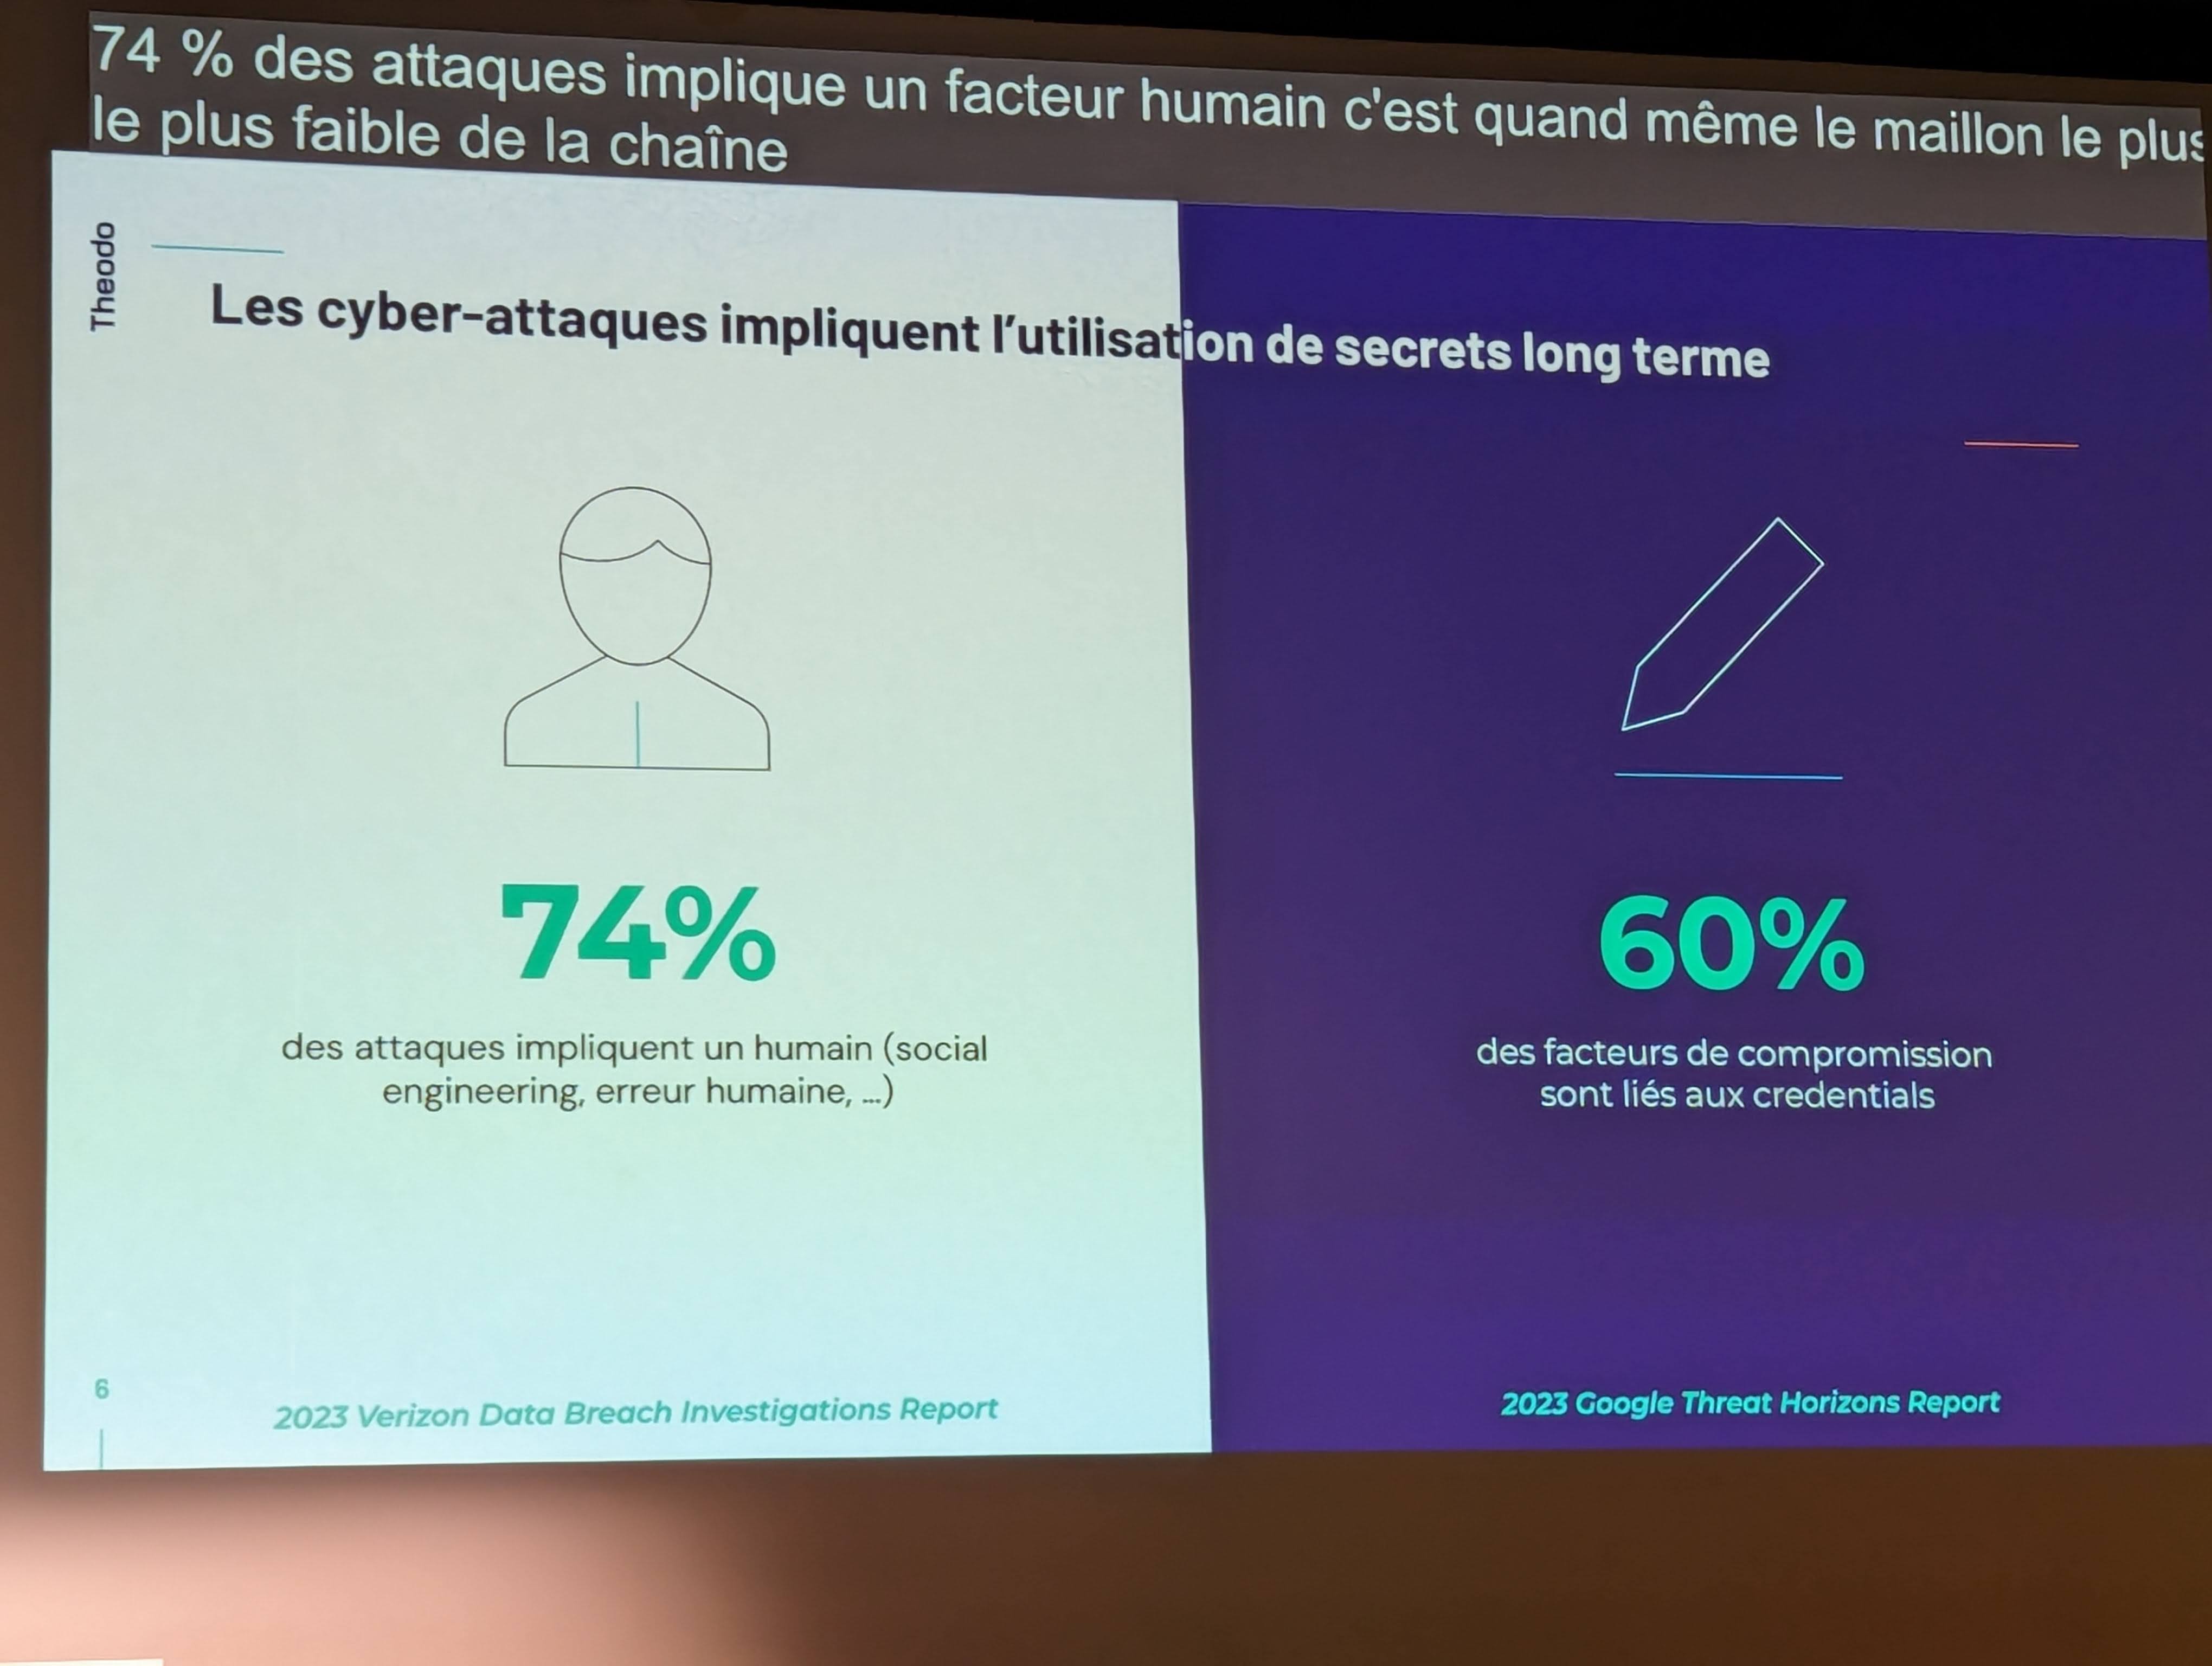 74 % des attaques implique un facteur humain c'est quand même le maillon le plus
le plus faible de la chaîne
Theodo
Les cyber-attaques impliquent l'utilisation de secrets long terme
74%
des attaques impliquent un humain (social
engineering, erreur humaine, ...)
60%
des facteurs de compromission
sont liés aux credentials
6
2023 Verizon Data Breach Investigations Report
2023 Google Threat Horizons Report